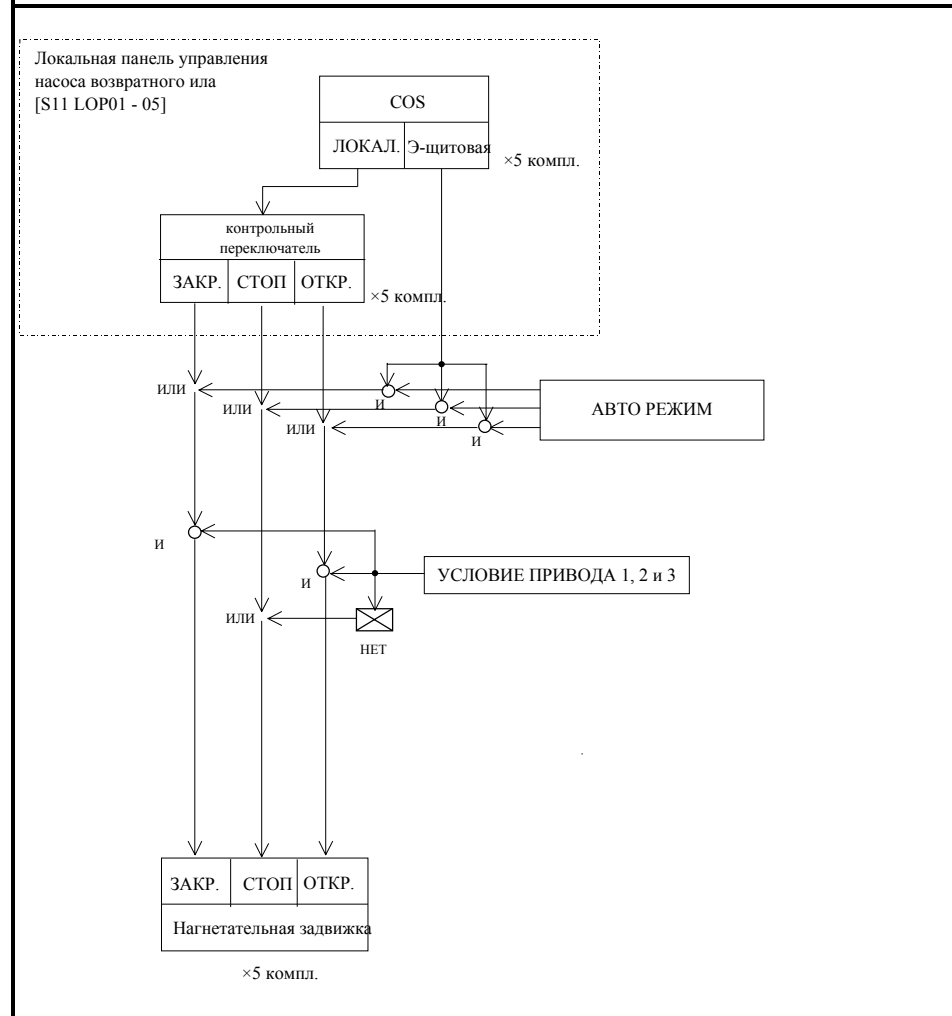 Локальная панель управления
насоса возвратного ила
[S11 LOP01 - 05]
COS
ЛОКАЛ. Э-щитовая
×5 компл.
контрольный
переключатель
ЗАКР. СТОП ОТКР.
×5 компл.
ИЛИ
И
ИЛИ
И
ИЛИ
И
АВТО РЕЖИМ
И
И
УСЛОВИЕ ПРИВОДА 1, 2 и 3
ИЛИ
НЕТ
ЗАКР. СТОП ОТКР.
Нагнетательная задвижка
×5 компл.